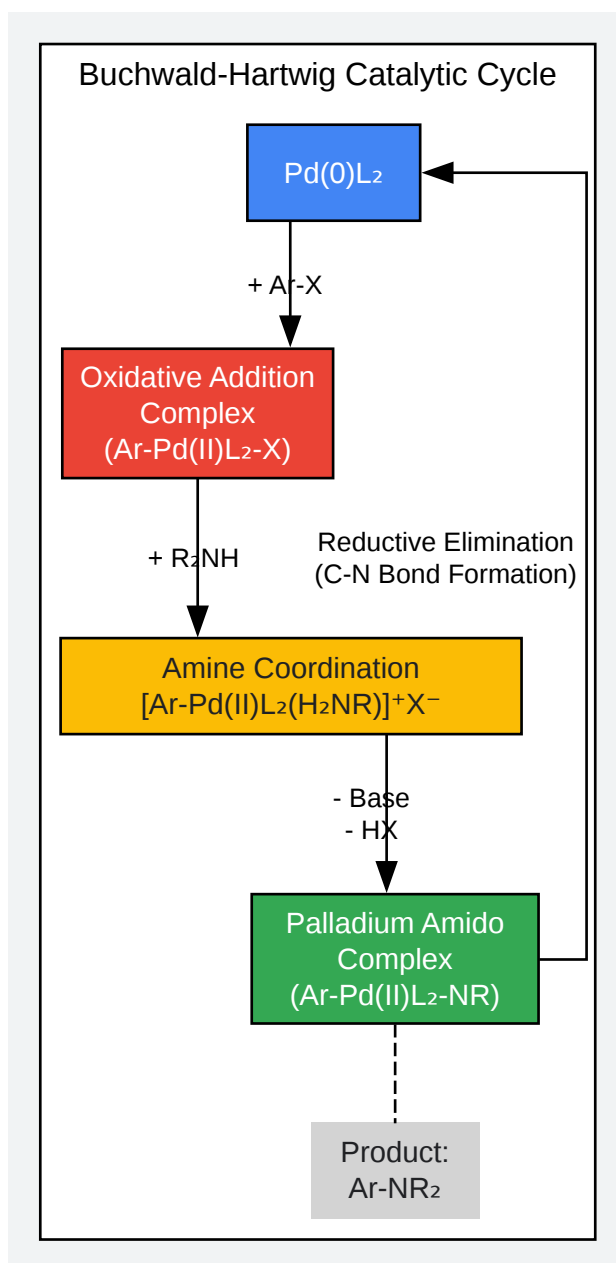 Buchwald-Hartwig Catalytic Cycle
Pd(0)L₂
+ Ar-X
Oxidative Addition
Complex
(Ar-Pd(II)L₂-X)
+ R₂NH
Reductive Elimination
(C-N Bond Formation)
Amine Coordination
[Ar-Pd(II)L₂(H₂NR)]⁺X⁻
- Base
- HX
Palladium Amido
Complex
(Ar-Pd(II)L₂-NR)
Product:
Ar-NR₂